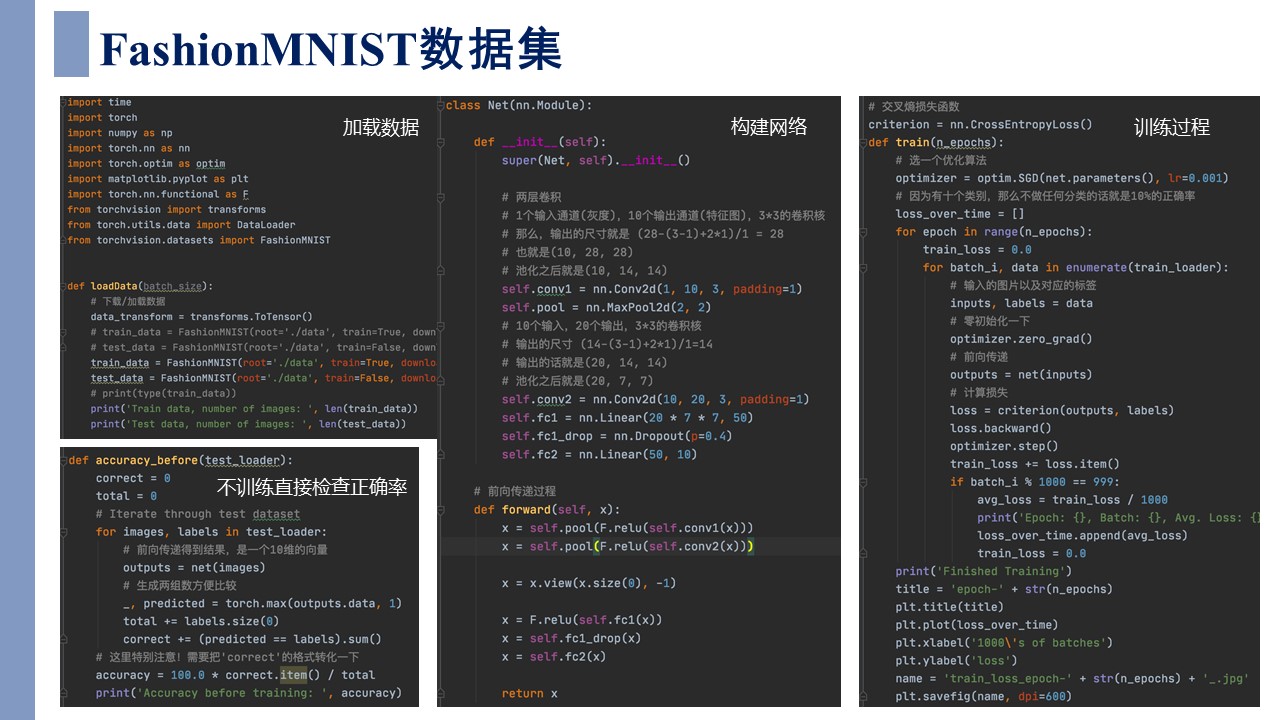 FashionMNIST数据集
加载数据
import time
import torch
import numpy as np
import torch.nn as nn
import torch.optim as optim
import matplotlib.pyplot as plt
import torch.nn.functional as F
from torchvision import transforms
from torch.utils.data import DataLoader
from torchvision.datasets import FashionMNIST
def loadData(batch_size):
# 下载/加载数据
data_transform = transforms.ToTensor()
# train_data = FashionMNIST(root='./data', train=True, down
# test_data = FashionMNIST(root='./data', train=False, down
train_data = FashionMNIST(root='./data', train=True, downlo
test_data = FashionMNIST(root='./data', train=False, downlo
# print(type(train_data))
print('Train data, number of images: ', len(train_data))
print('Test data, number of images: ', len(test_data))
不训练直接检查正确率
def accuracy_before(test_loader):
correct = 0
total = 0
# Iterate through test dataset
for images, labels in test_loader:
# 前向传递得到结果，是一个10维的向量
outputs = net(images)
# 生成两组数方便比较
_, predicted = torch.max(outputs.data, 1)
total += labels.size(0)
correct += (predicted == labels).sum()
# 这里特别注意！需要把'correct'的格式转化一下
accuracy = 100.0 * correct.item() / total
print('Accuracy before training: ', accuracy)
构建网络
class Net(nn.Module):
def __init__(self):
super(Net, self).__init__()
# 两层卷积
# 1个输入通道(灰度)，10个输出通道(特征图)，3*3的卷积核
# 那么，输出的尺寸就是 (28-(3-1)+2*1)/1 = 28
# 也就是(10, 28, 28)
# 池化之后就是(10, 14, 14)
self.conv1 = nn.Conv2d(1, 10, 3, padding=1)
self.pool = nn.MaxPool2d(2, 2)
# 10个输入，20个输出，3*3的卷积核
# 输出的尺寸 (14-(3-1)+2*1)/1=14
# 输出的话就是(20, 14, 14)
# 池化之后就是(20, 7, 7)
self.conv2 = nn.Conv2d(10, 20, 3, padding=1)
self.fc1 = nn.Linear(20 * 7 * 7, 50)
self.fc1_drop = nn.Dropout(p=0.4)
self.fc2 = nn.Linear(50, 10)
# 前向传递过程
def forward(self, x):
x = self.pool(F.relu(self.conv1(x)))
x = self.pool(F.relu(self.conv2(x)))
x = x.view(x.size(0), -1)
x = F.relu(self.fc1(x))
x = self.fc1_drop(x)
x = self.fc2(x)
return x
训练过程
# 交叉熵损失函数
criterion = nn.CrossEntropyLoss()
def train(n_epochs):
# 选一个优化算法
optimizer = optim.SGD(net.parameters(), lr=0.001)
# 因为有十个类别，那么不做任何分类的话就是10%的正确率
loss_over_time = []
for epoch in range(n_epochs):
train_loss = 0.0
for batch_i, data in enumerate(train_loader):
# 输入的图片以及对应的标签
inputs, labels = data
# 零初始化一下
optimizer.zero_grad()
# 前向传递
outputs = net(inputs)
# 计算损失
loss = criterion(outputs, labels)
loss.backward()
optimizer.step()
train_loss += loss.item()
if batch_i % 1000 == 999:
avg_loss = train_loss / 1000
print('Epoch: {}, Batch: {}, Avg. Loss: {}
loss_over_time.append(avg_loss)
train_loss = 0.0
print('Finished Training')
title = 'epoch-' + str(n_epochs)
plt.title(title)
plt.plot(loss_over_time)
plt.xlabel('1000\'s of batches')
plt.ylabel('loss')
name = 'train_loss_epoch-' + str(n_epochs) + '_.jpg'
plt.savefig(name, dpi=600)